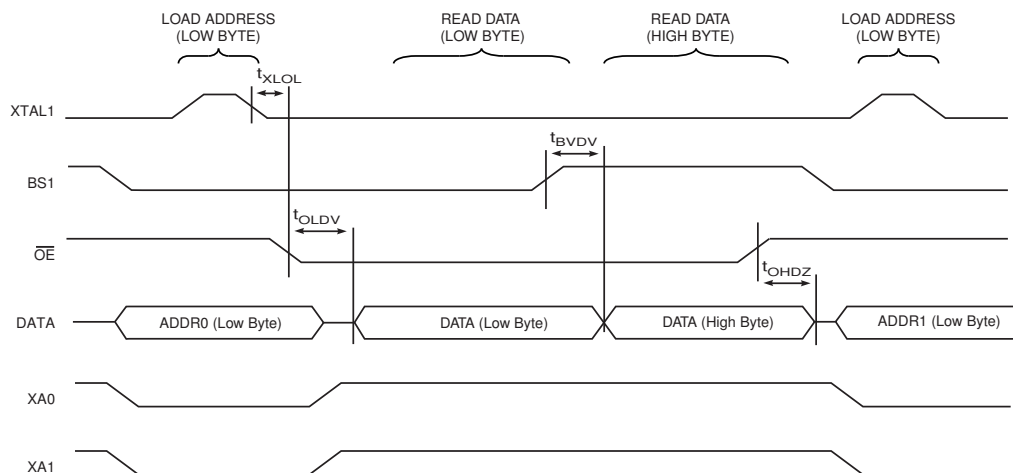 LOAD ADDRESS
(LOW BYTE)
READ DATA
(LOW BYTE)
READ DATA
(HIGH BYTE)
LOAD ADDRESS
(LOW BYTE)
tXLOL
XTAL1
tBVDV
BS1
tOLDV
OE
tOHDZ
DATA
ADDR0 (Low Byte)
DATA (Low Byte)
DATA (High Byte)
ADDR1 (Low Byte)
XA0
XA1